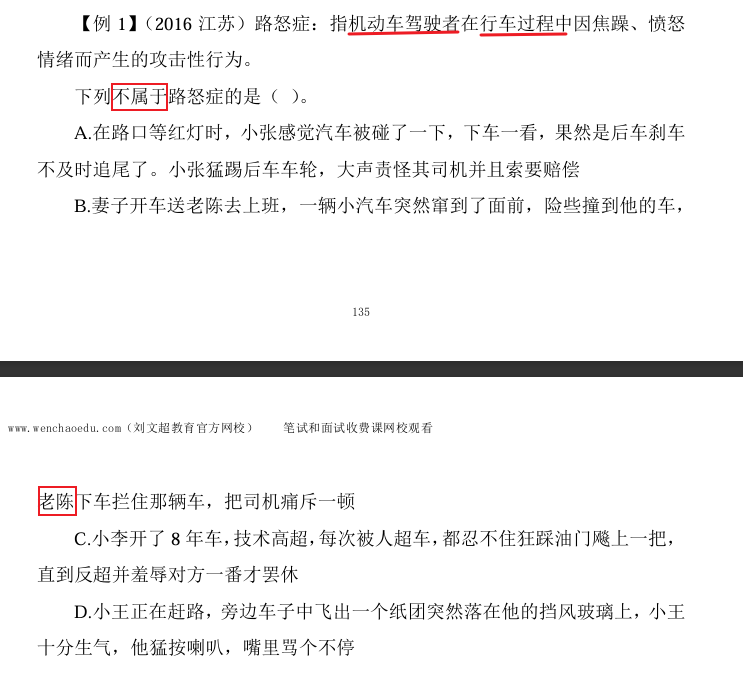 【例 1】（2016 江苏）路怒症：指机动车驾驶者在行车过程中因焦躁、愤怒
情绪而产生的攻击性行为。
下列不属于路怒症的是（ ）。
A.在路口等红灯时，小张感觉汽车被碰了一下，下车一看，果然是后车刹车
不及时追尾了。小张猛踢后车车轮，大声责怪其司机并且索要赔偿
B.妻子开车送老陈去上班，一辆小汽车突然窜到了面前，险些撞到他的车，
135
www.wenchaoedu.com（刘文超教育官方网校） 笔试和面试收费课网校观看
老陈下车拦住那辆车，把司机痛斥一顿
C.小李开了 8 年车，技术高超，每次被人超车，都忍不住狂踩油门飚上一把，
直到反超并羞辱对方一番才罢休
D.小王正在赶路，旁边车子中飞出一个纸团突然落在他的挡风玻璃上，小王
十分生气，他猛按喇叭，嘴里骂个不停